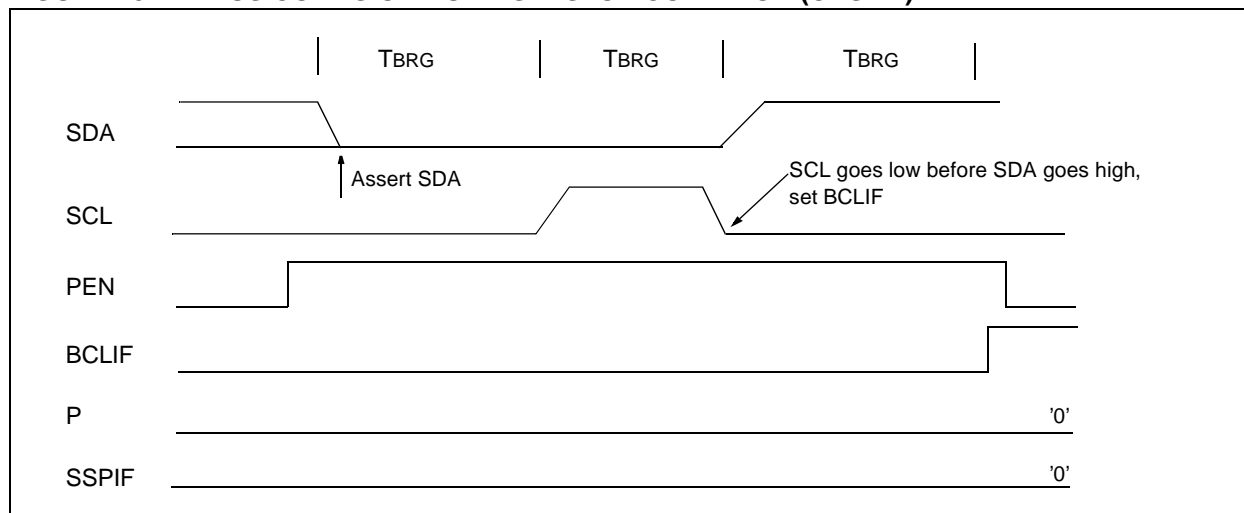 TBRG TBRG TBRG
SDA
Assert SDA
SCL goes low before SDA goes high,
set BCLIF
SCL
PEN
BCLIF
P
'0'
SSPIF
'0'